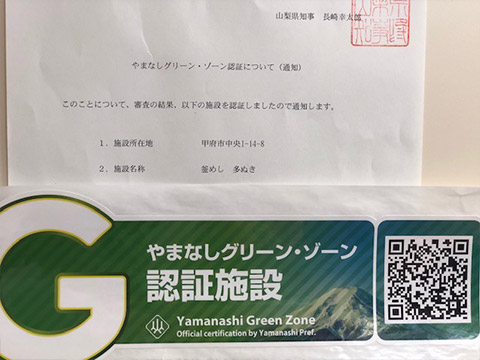 山梨県知事 長崎幸太郎
やまなしグリーン・ゾーン認証について（通知）
このことについて、審査の結果、以下の施設を認証しましたので通知します。
1．施設所在地 甲府市中央1-14-8
2．施設名称 釜めし 多ぬき
G
やまなしグリーン・ゾーン
認証施設
Yamanashi Green Zone
Official certification by Yamanashi Pref.